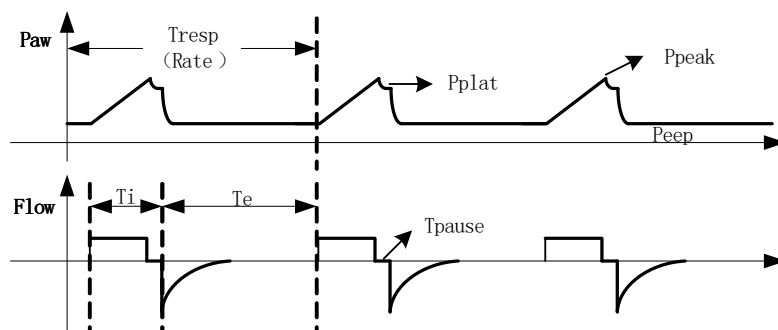 Paw
Tresp
(Rate)
Pplat
Ppeak
Peep
Flow
Ti
Te
Tpause